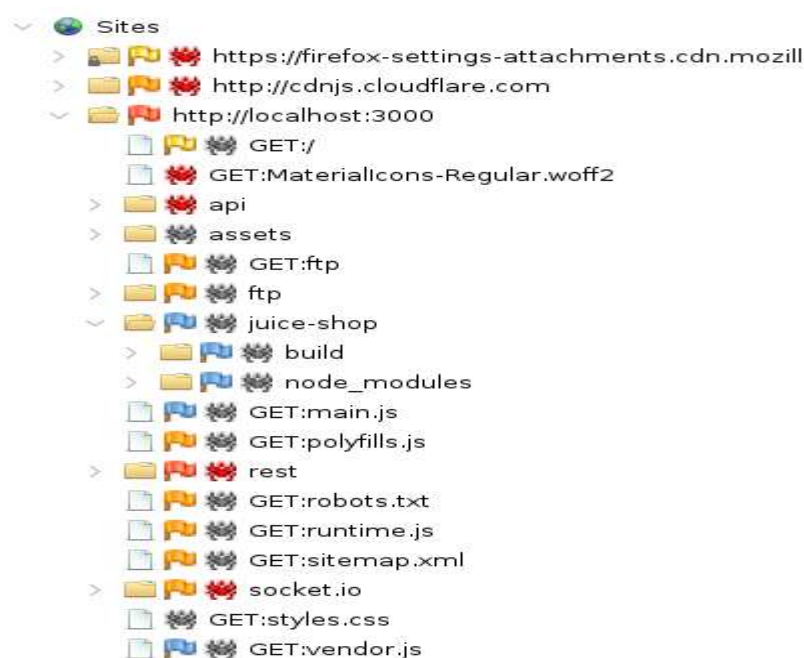 Sites
https://firefox-settings-attachments.cdn.mozill
http://cdnjs.cloudflare.com
http://localhost:3000
GET:/
GET:MaterialIcons-Regular.woff2
api
assets
GET:ftp
ftp
juice-shop
build
node_modules
GET:main.js
GET:polyfills.js
rest
GET:robots.txt
GET:runtime.js
GET:sitemap.xml
socket.io
GET:styles.css
GET:vendor.js